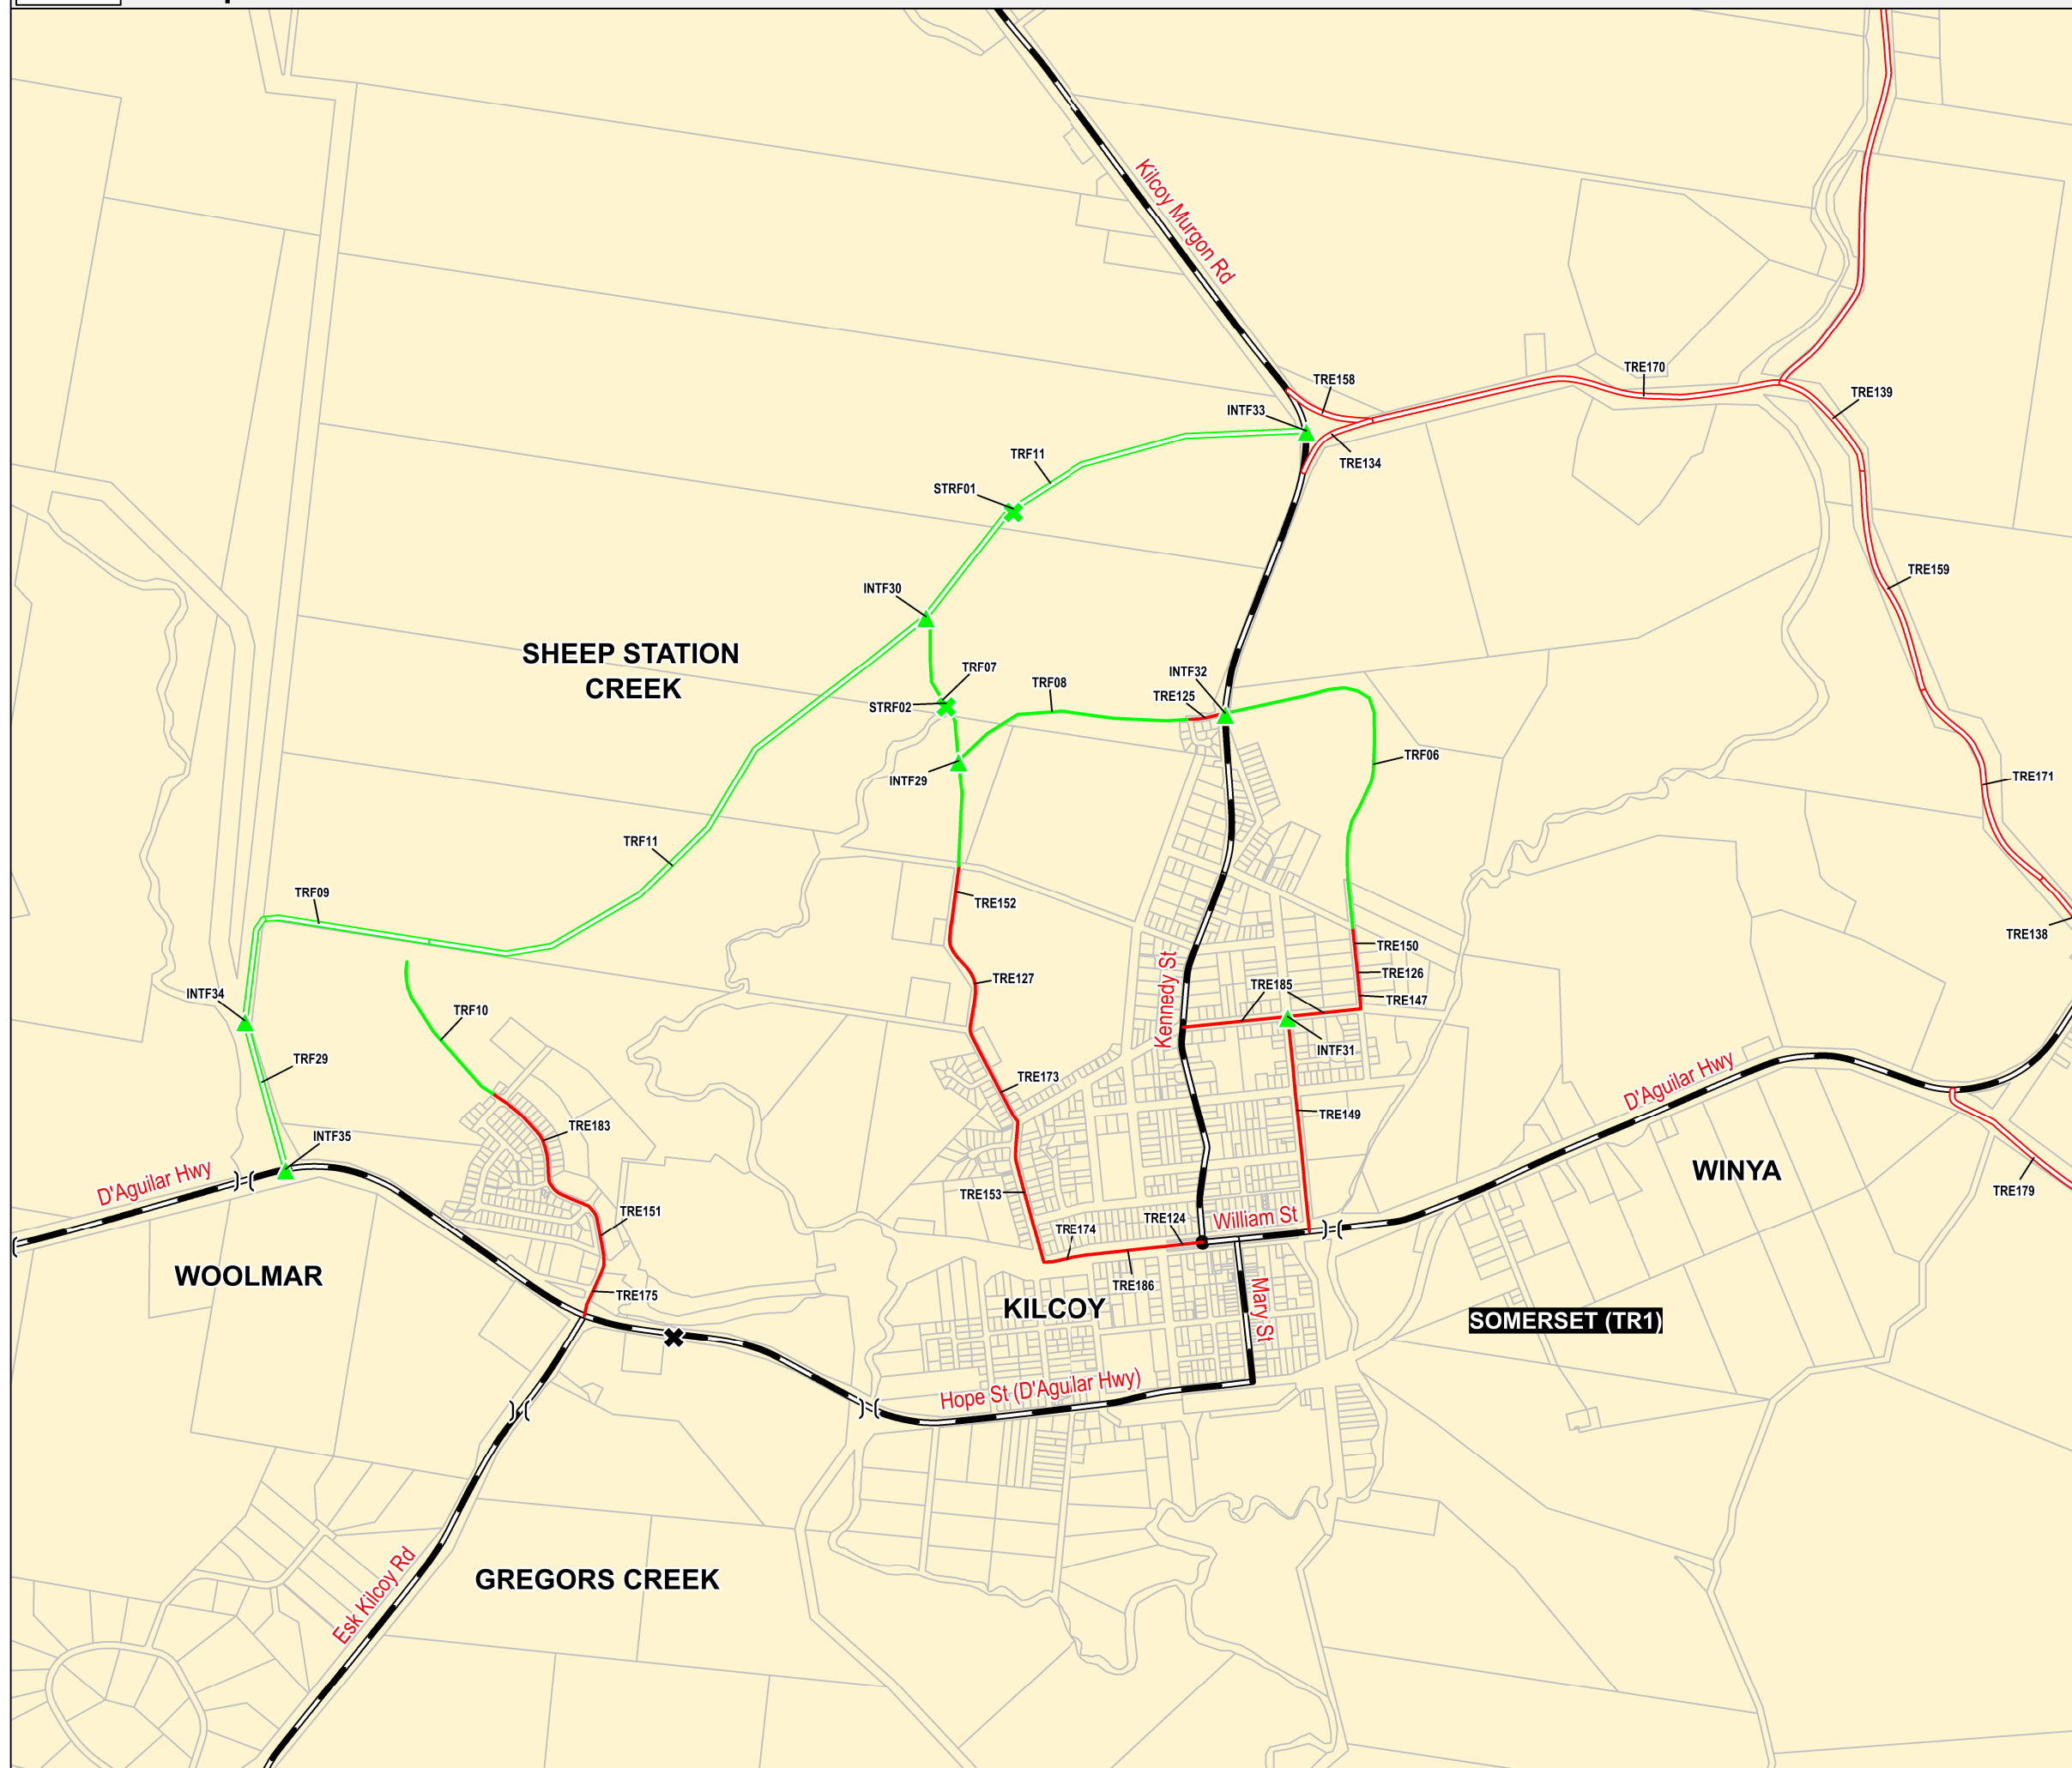 Kilcoy Murgon Rd
TRE158
TRE170
TRE139
INTF33
TRF11
TRE134
STRF01
INTF30
TRE159
SHEEP STATION
CREEK
TRF07
INTF32
TRF08
TRE125
STRF02
TRF06
INTF29
TRE171
TRF11
TRF09
TRE152
TRE138
TRE150
Kennedy St
TRE126
TRE127
TRE185
INTF34
TRE147
TRF10
INTF31
TRF29
TRE173
D'Aguilar Hwy
TRE149
TRE183
INTF35
D'Aguilar Hwy
WINYA
TRE153
TRE179
TRE151
William St
TRE174
TRE124
WOOLMAR
TRE186
TRE175
KILCOY
Mary St
SOMERSET (TR1)
Hope St (D'Aguilar Hwy)
GREGORS CREEK
Esk Kilcoy Rd